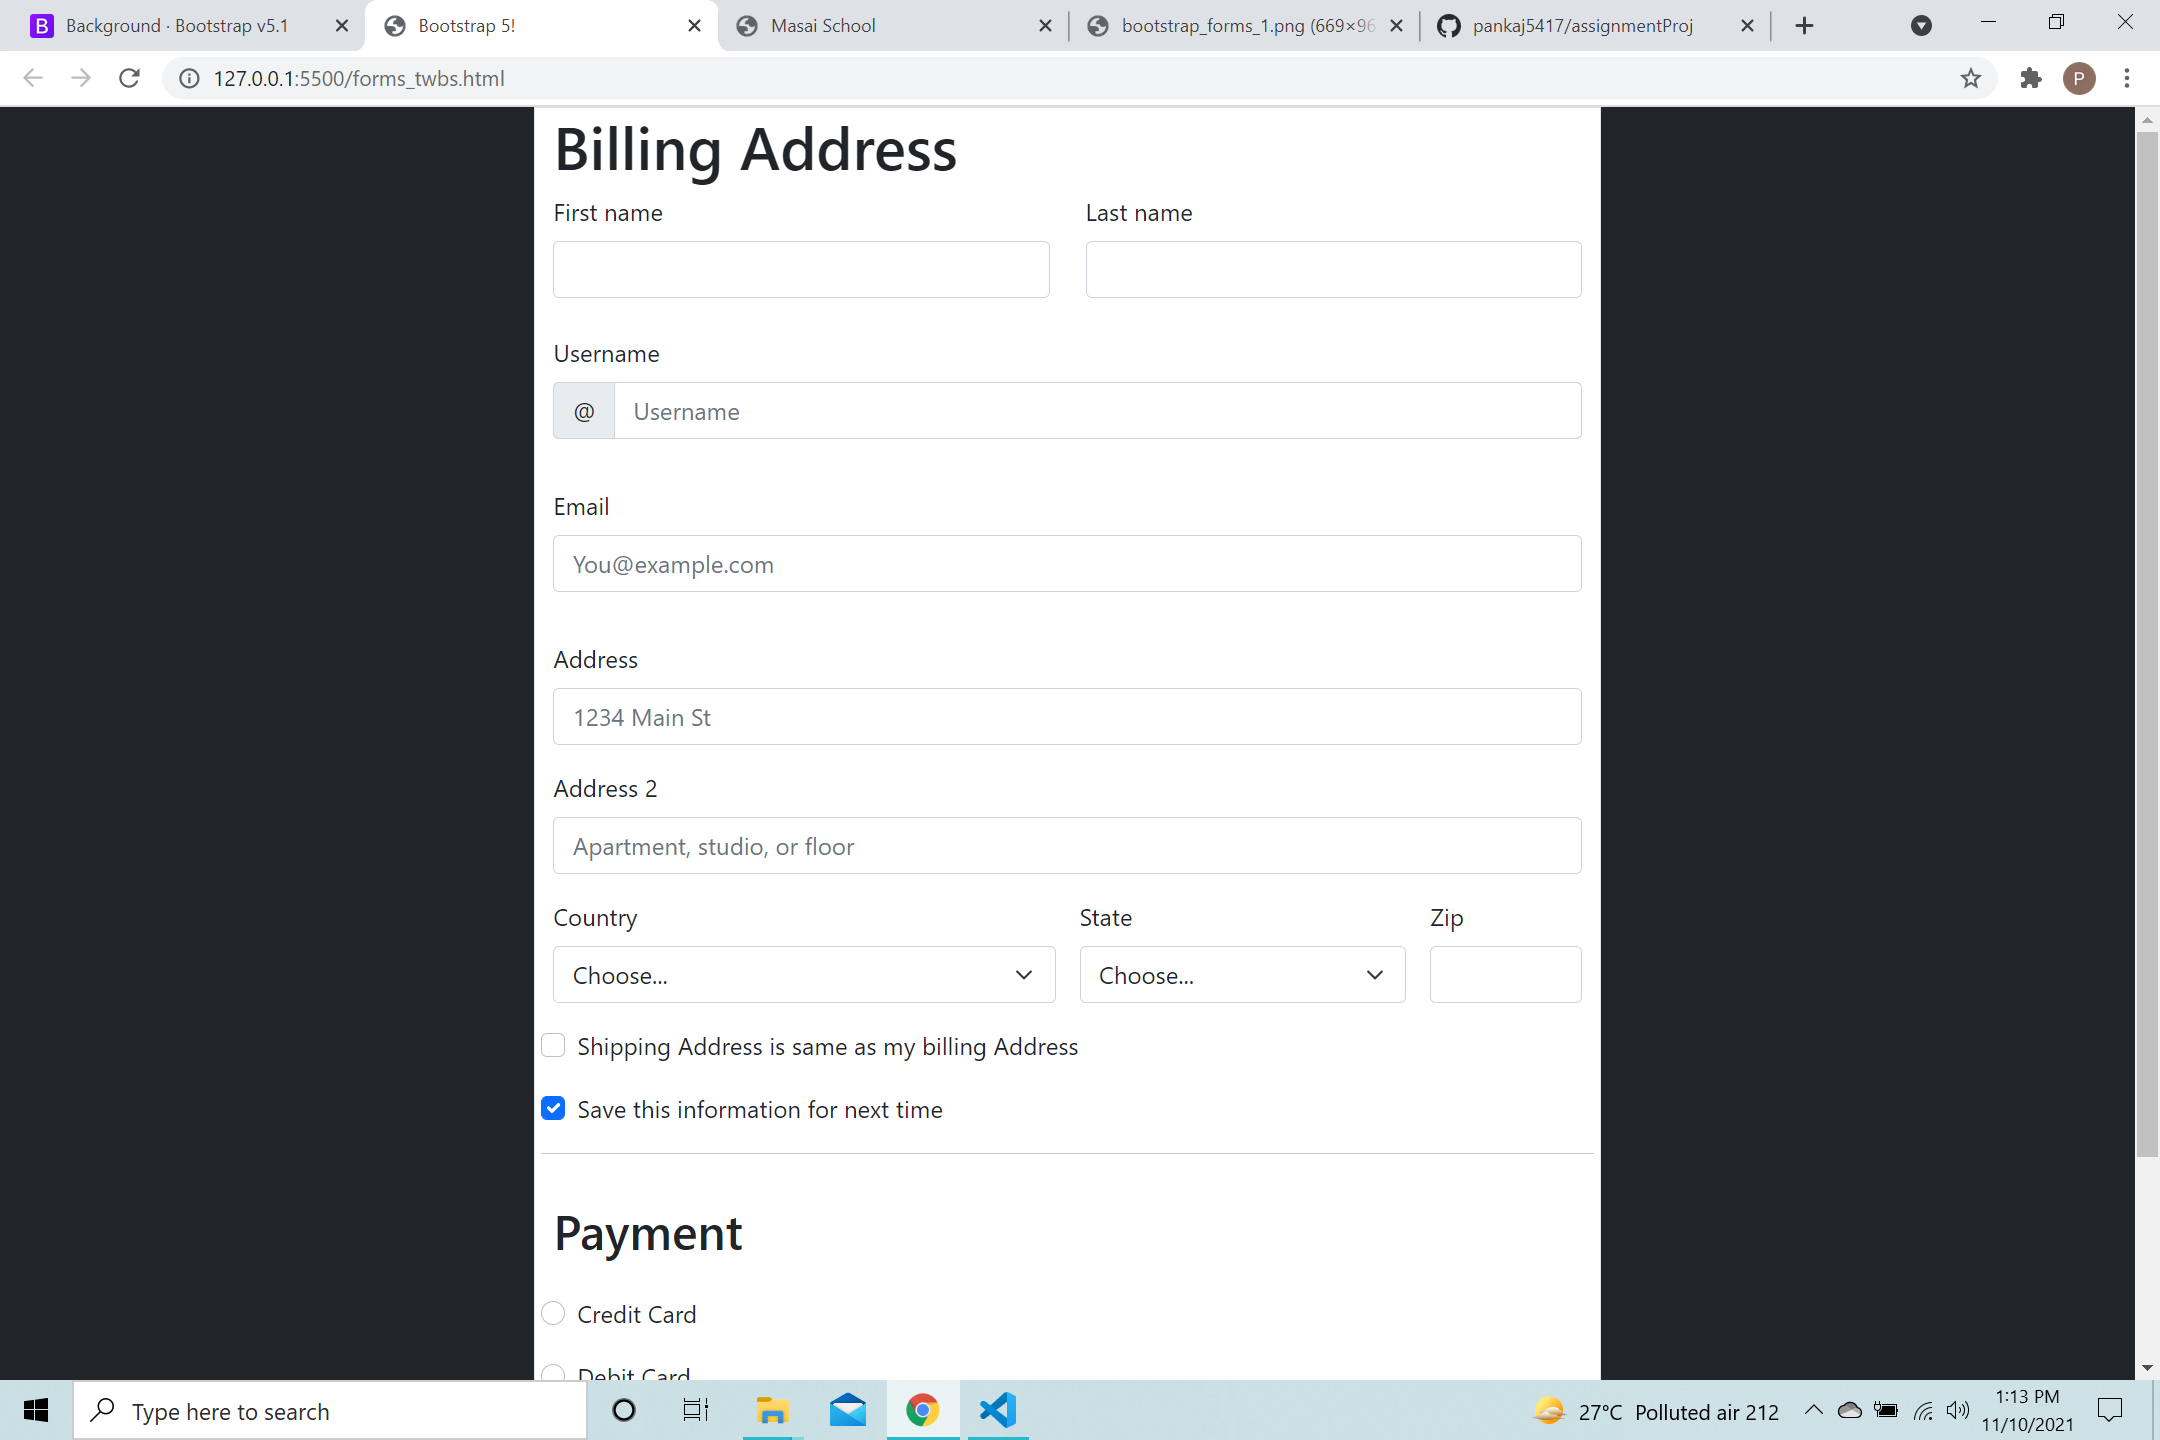 Background · Bootstrap v5.1
Bootstrap 5!
Masai School
bootstrap_forms_1.png (669×96
pankaj5417/assignmentProj
127.0.0.1:5500/forms_twbs.html
P
Billing Address
First name
Last name
Username
@
Username
Email
You@example.com
Address
1234 Main St
Address 2
Apartment, studio, or floor
Country
State
Zip
Choose...
Choose...
Shipping Address is same as my billing Address
Save this information for next time
Payment
Credit Card
Debit Card
Type here to search
27°C Polluted air 212
1:13 PM
11/10/2021